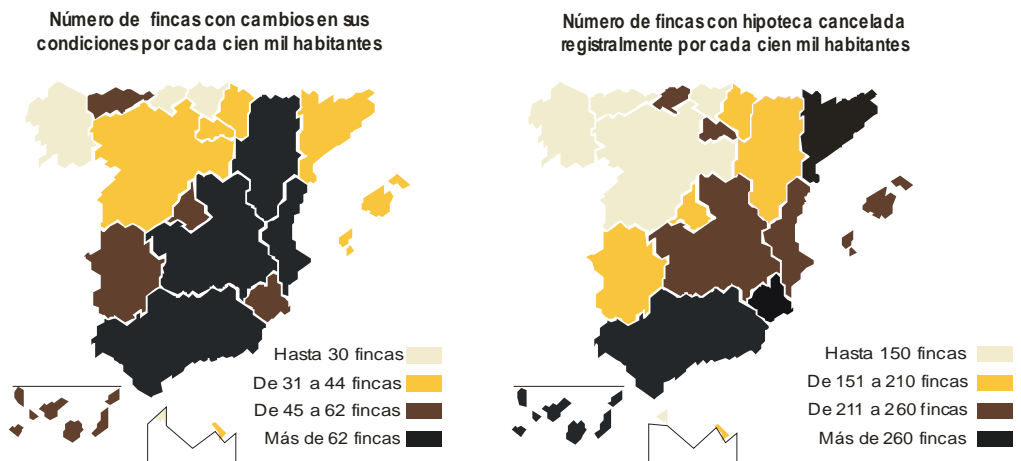 Número de fincas con cambios en sus
condiciones por cada cien mil habitantes
Hasta 30 fincas
De 31 a 44 fincas
De 45 a 62 fincas
Más de 62 fincas
Número de fincas con hipoteca cancelada
registralmente por cada cien mil habitantes
Hasta 150 fincas
De 151 a 210 fincas
De 211 a 260 fincas
Más de 260 fincas